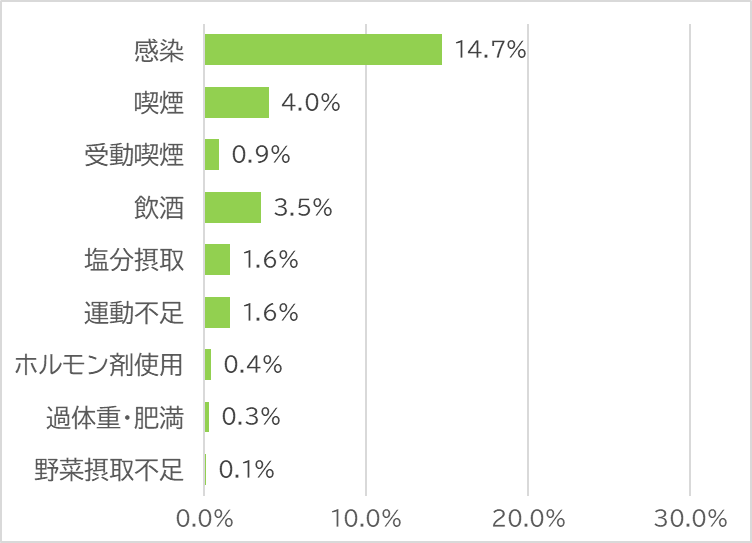 感染 14.7%
喫煙 4.0%
受動喫煙 0.9%
飲酒 3.5%
塩分摂取 1.6%
運動不足 1.6%
ホルモン剤使用 0.4%
過体重・肥満 0.3%
野菜摂取不足 0.1%
0.0% 10.0% 20.0% 30.0%